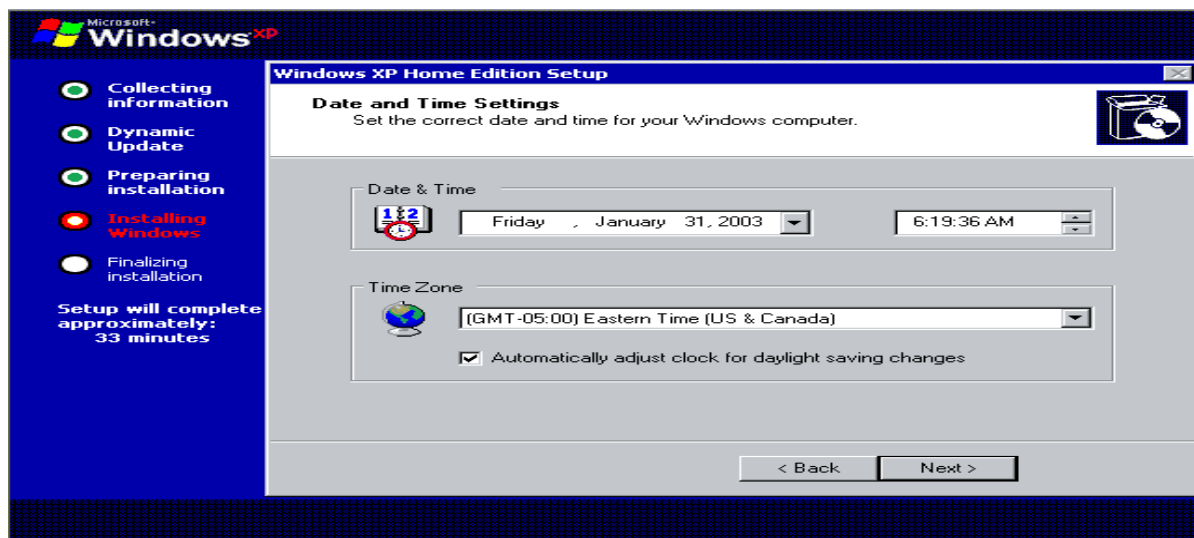 Microsoft
Windows XP
Collecting
information
Dynamic
Update
Preparing
installation
Installing
Windows
Finalizing
installation
Setup will complete
approximately:
33 minutes
Windows XP Home Edition Setup
Date and Time Settings
Set the correct date and time for your Windows computer.
Date & Time
1 2
Friday , January 31, 2003
6:19:36 AM
Time Zone
(GMT-05:00) Eastern Time (US & Canada)
Automatically adjust clock for daylight saving changes
< Back
Next >